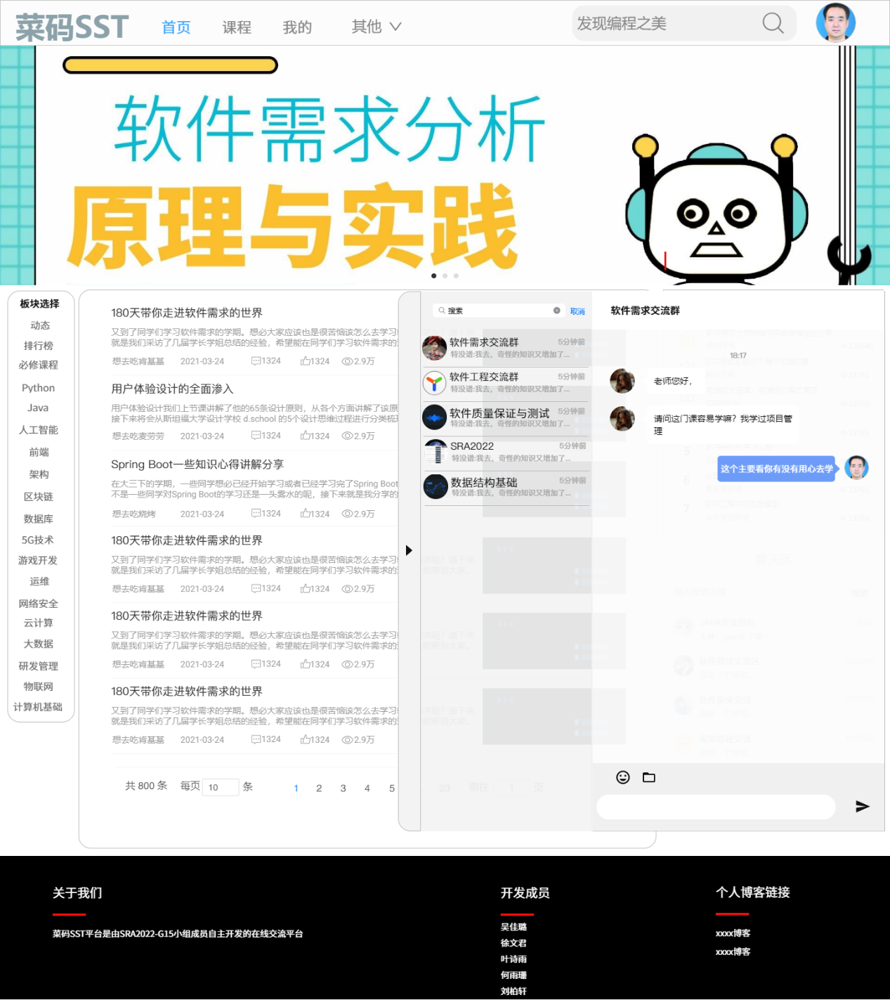 菜码SST 首页 课程 我的 其他 发现编程之美
软件需求分析
原理与实践
板块选择
动态
排行榜
必修课程
Python
Java
人工智能
前端
架构
区块链
数据库
5G技术
游戏开发
运维
网络安全
云计算
大数据
研发管理
物联网
计算机基础
180天带你走进软件需求的世界
又到了同学们学习软件需求的学期。想必大家应该也是很苦恼该怎么去学习
就是我们采访了几届学长学姐总结的经验，希望能在同学们学习软件需求的
想去吃肯基基 2021-03-24 1324 1324 2.9万
用户体验设计的全面渗入
用户体验设计我们上节课讲解了他的65条设计原则，从各个方面讲解了该原
接下来将会从斯坦福大学设计学校 d.school 的5个设计思维过程进行分类梳
想去吃麦劳劳 2021-03-24 1324 1324 2.9万
Spring Boot一些知识心得讲解分享
在大三下的学期，一些同学想必已经开始学习或者已经学习完了Spring Boot
不是一些同学对Spring Boot的学习还是一头雾水的呢，接下来就是我分享的
想去吃烧烤 2021-03-24 1324 1324 2.9万
180天带你走进软件需求的世界
又到了同学们学习软件需求的学期。想必大家应该也是很苦恼该怎么去学习
就是我们采访了几届学长学姐总结的经验，希望能在同学们学习软件需求的
想去吃肯基基 2021-03-24 1324 1324 2.9万
180天带你走进软件需求的世界
又到了同学们学习软件需求的学期。想必大家应该也是很苦恼该怎么去学习
就是我们采访了几届学长学姐总结的经验，希望能在同学们学习软件需求的
想去吃肯基基 2021-03-24 1324 1324 2.9万
180天带你走进软件需求的世界
又到了同学们学习软件需求的学期。想必大家应该也是很苦恼该怎么去学习
就是我们采访了几届学长学姐总结的经验，希望能在同学们学习软件需求的
想去吃肯基基 2021-03-24 1324 1324 2.9万
共 800 条 每页 10 条 1 2 3 4 5 23 前往 1 页
搜索 取消
软件需求交流群 5分钟前
特没谱:我去，奇怪的知识又增加了...
软件工程交流群 5分钟前
特没谱:我去，奇怪的知识又增加了...
软件质量保证与测试 5分钟前
特没谱:我去，奇怪的知识又增加了...
SRA2022 5分钟前
特没谱:我去，奇怪的知识又增加了...
数据结构基础 5分钟前
特没谱:我去，奇怪的知识又增加了...
软件需求交流群
18:17
老师您好，
请问这门课容易学嘛？我学过项目管
理
这个主要看你有没有用心去学
关于我们
菜码SST平台是由SRA2022-G15小组成员自主开发的在线交流平台
开发成员
吴佳璐
徐文君
叶诗雨
何雨珊
刘柏轩
个人博客链接
xxxx博客
xxxx博客